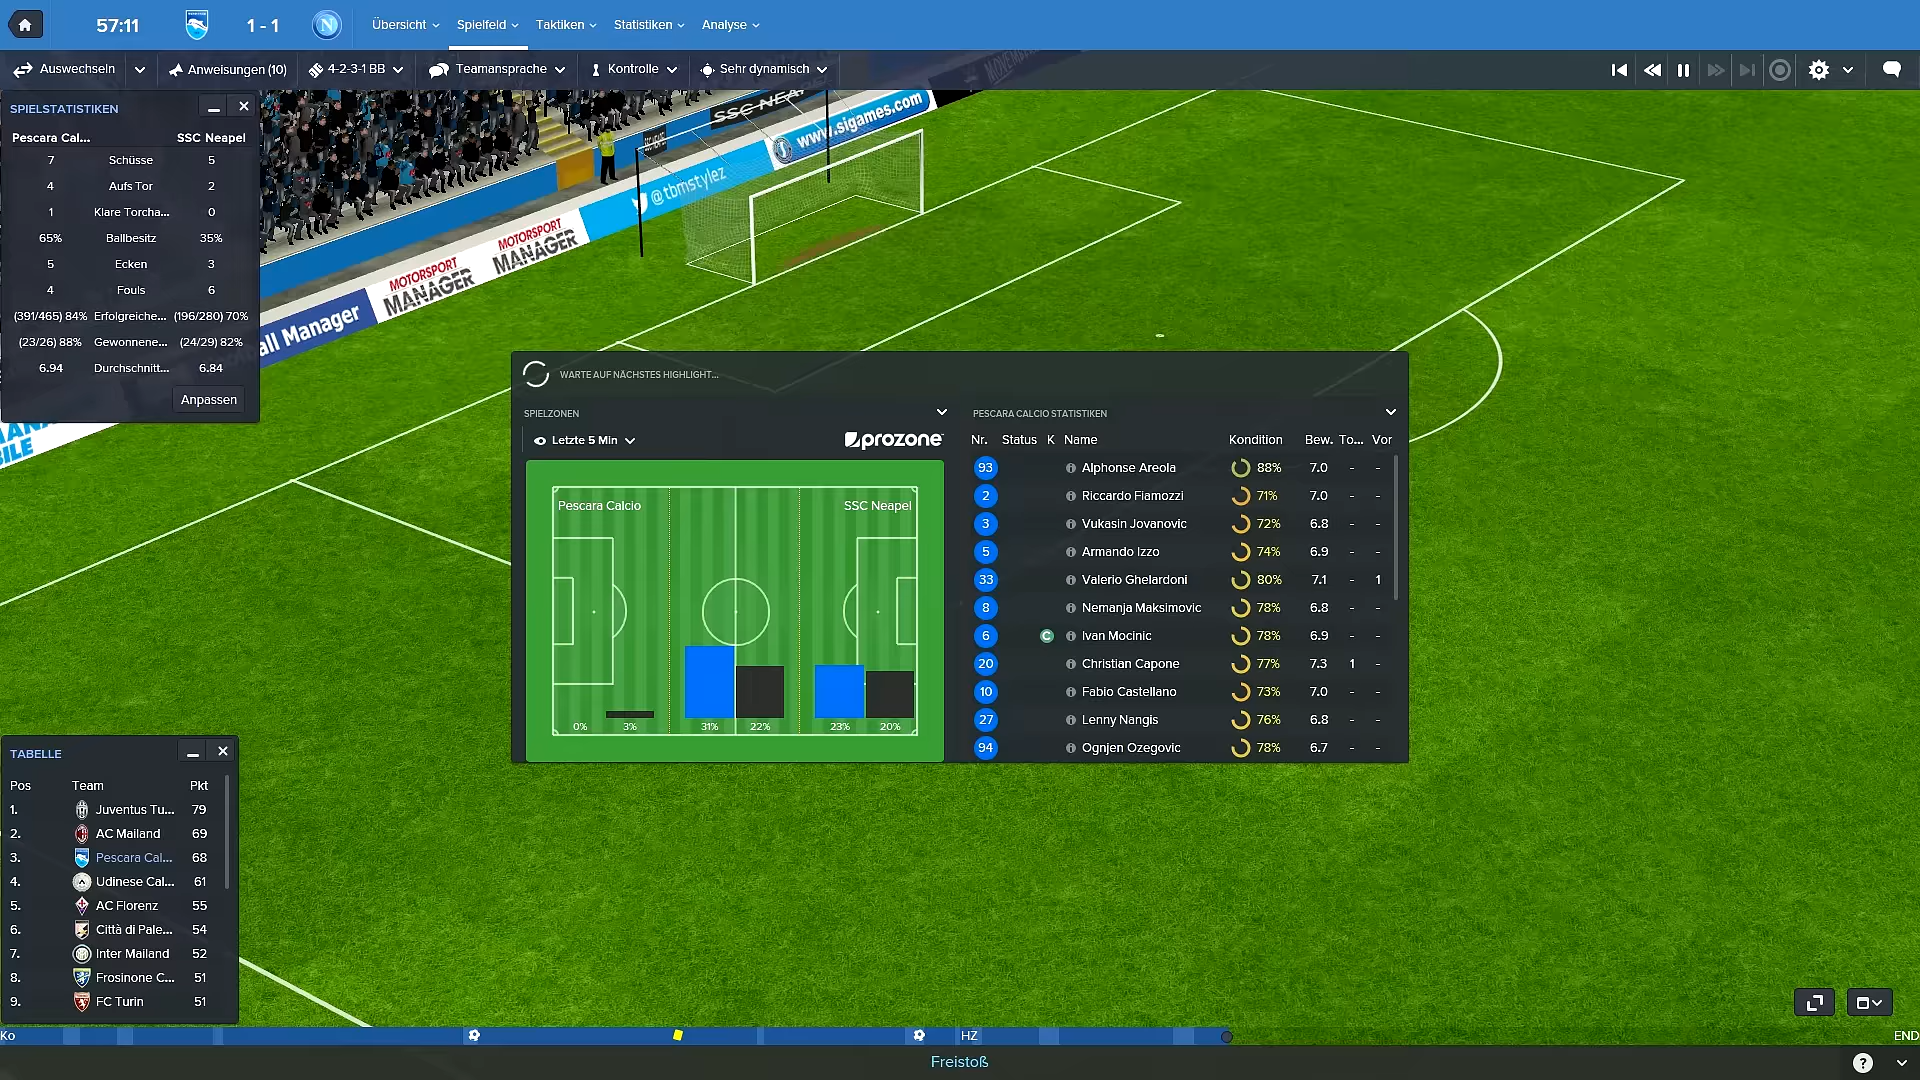 57:11
1 - 1
N
Übersicht
Spielfeld
Taktiken
Statistiken
Analyse
Auswechseln
Anweisungen (10)
4-2-3-1 BB
Teamansprache
Kontrolle
Sehr dynamisch
SPIELSTATISTIKEN
Pescara Cal... SSC Neapel
7 Schüsse 5
4 Aufs Tor 2
1 Klare Torcha... 0
65% Ballbesitz 35%
5 Ecken 3
4 Fouls 6
(391/465) 84% Erfolgreiche... (196/280) 70%
(23/26) 88% Gewonnene... (24/29) 82%
6.94 Durchschnitt... 6.84
Anpassen
SSC NEA
www.sigames.com
@tbmstylez
MOTORSPORT
MANAGER
MOTORSPORT
MANAGER
all Manager
WARTE AUF NÄCHSTES HIGHLIGHT...
SPIELZONEN
Letzte 5 Min
prozone
Pescara Calcio SSC Neapel
0% 3% 31% 22% 23% 20%
PESCARA CALCIO STATISTIKEN
Nr. Status K Name Kondition Bew. To... Vor
93 Alphonse Areola 88% 7.0 - -
2 Riccardo Fiamozzi 71% 7.0 - -
3 Vukasin Jovanovic 72% 6.8 - -
5 Armando Izzo 74% 6.9 - -
33 Valerio Ghelardoni 80% 7.1 - 1
8 Nemanja Maksimovic 78% 6.8 - -
6 C Ivan Mocinic 78% 6.9 - -
20 Christian Capone 77% 7.3 1 -
10 Fabio Castellano 73% 7.0 - -
27 Lenny Nangis 76% 6.8 - -
94 Ognjen Ozegovic 78% 6.7 - -
TABELLE
Pos Team Pkt
1. Juventus Tu... 79
2. AC Mailand 69
3. Pescara Cal... 68
4. Udinese Cal... 61
5. AC Florenz 55
6. Città di Pale... 54
7. Inter Mailand 52
8. Frosinone C... 51
9. FC Turin 51
Ko HZ END
Freistoß
?